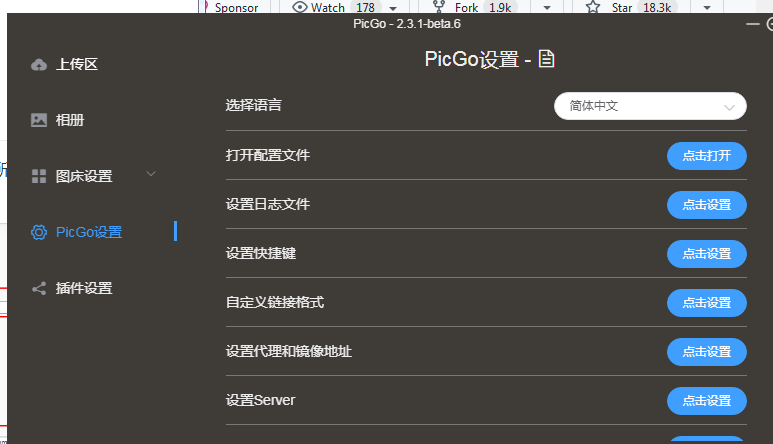 Sponsor Watch 178 Fork 1.9k Star 18.3k
PicGo - 2.3.1-beta.6
PicGo设置 -
上传区
相册
图床设置
PicGo设置
插件设置
选择语言 简体中文
打开配置文件 点击打开
设置日志文件 点击设置
设置快捷键 点击设置
自定义链接格式 点击设置
设置代理和镜像地址 点击设置
设置Server 点击设置